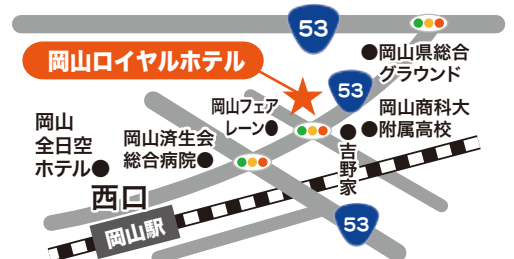 53
岡山ロイヤルホテル
●岡山県総合
グラウンド
53
岡山フェア
レーン●
岡山商科大
●附属高校
岡山
全日空
ホテル●
岡山済生会
総合病院●
吉野家
西口
岡山駅
53